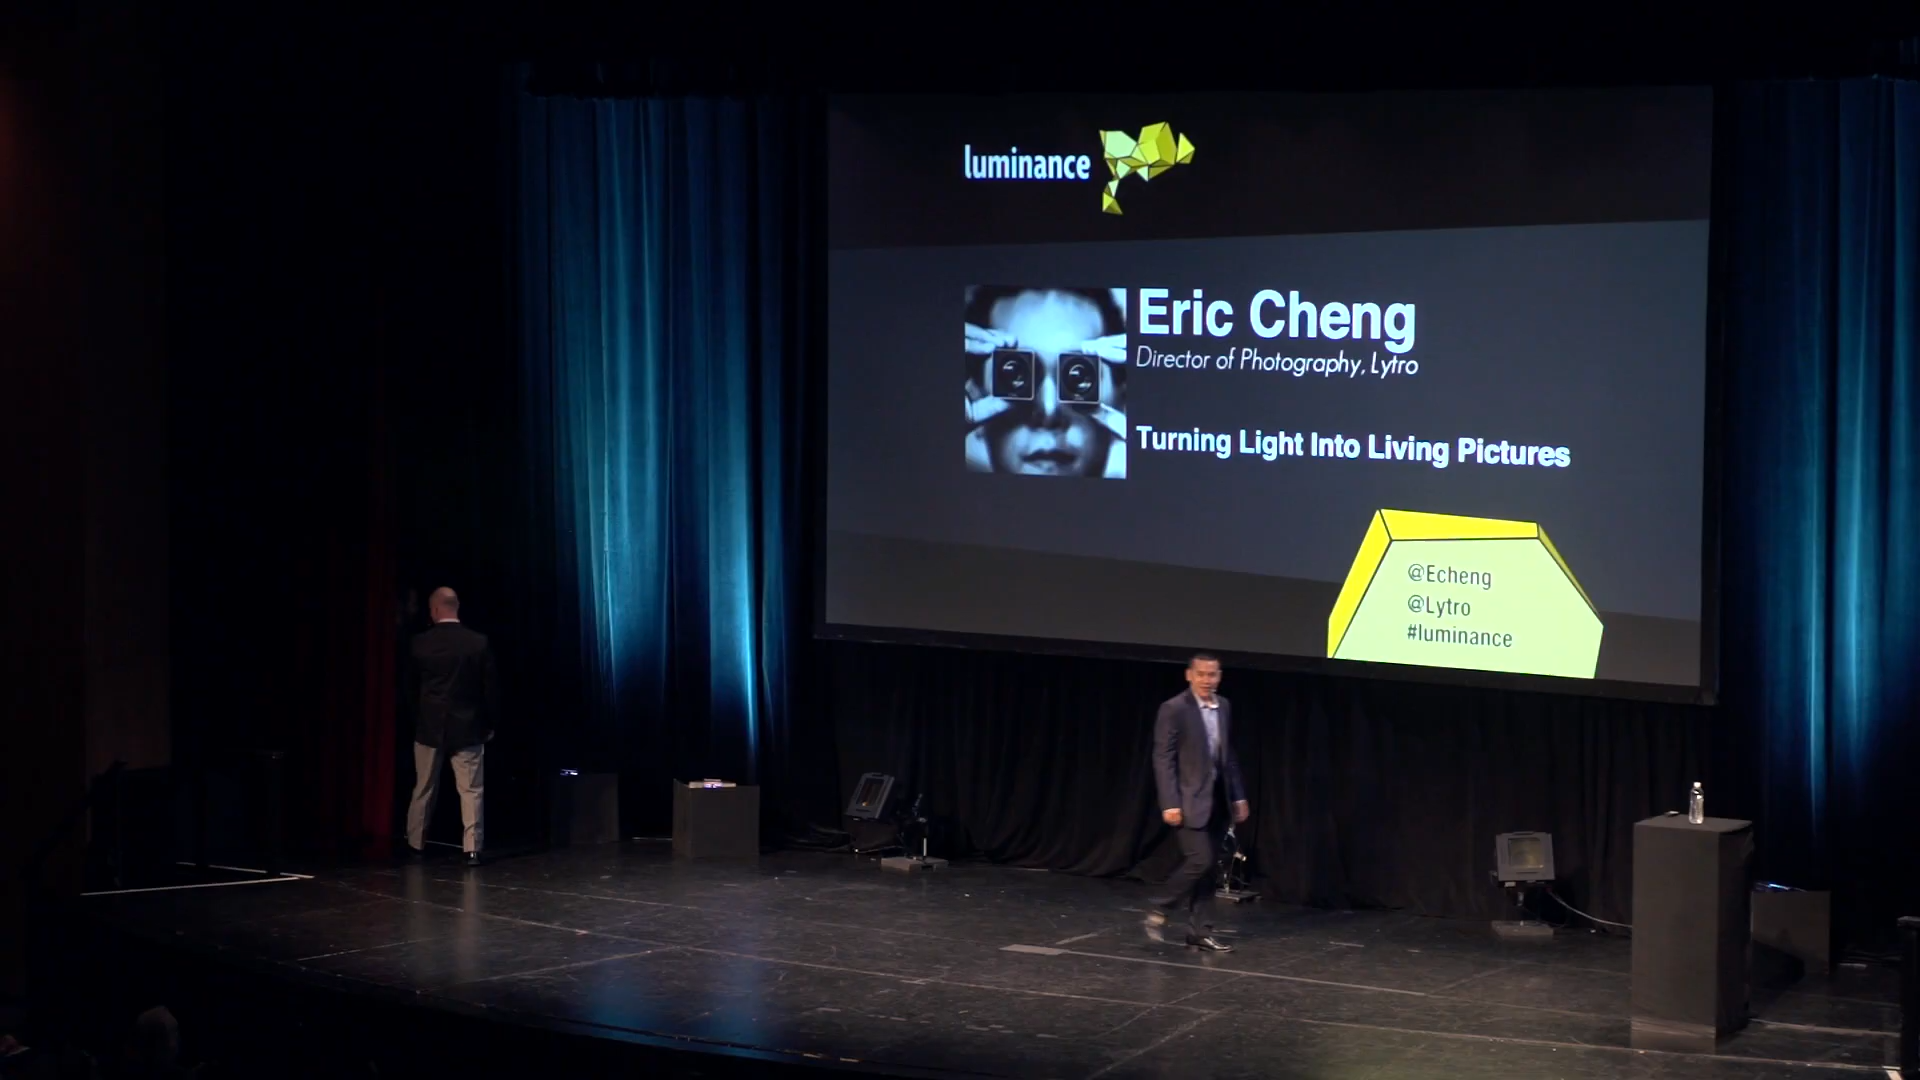 luminance
Eric Cheng
Director of Photography, Lytro
Turning Light Into Living Pictures
@Echeng
@Lytro
#luminance